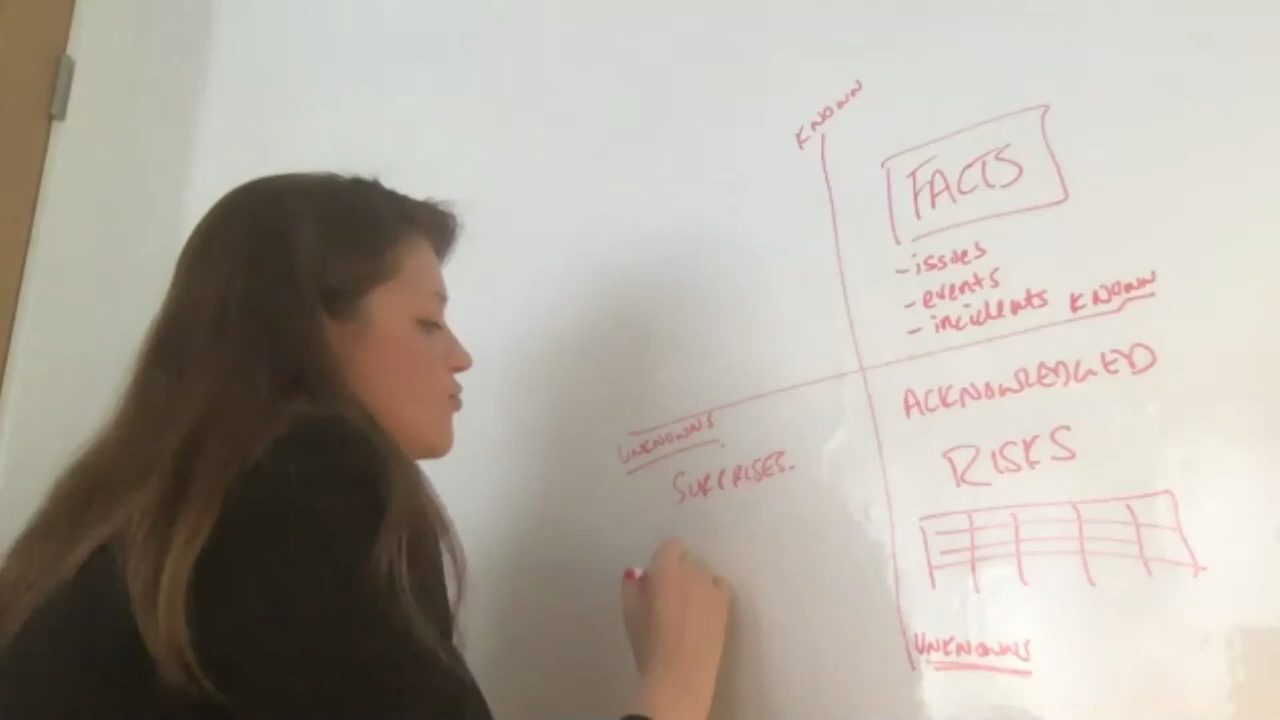 KNOWN
FACTS
-issues
-events
-incidents
KNOWN
ACKNOWLEDGED
RISKS
UNKNOWNS
SURPRISES.
UNKNOWNS